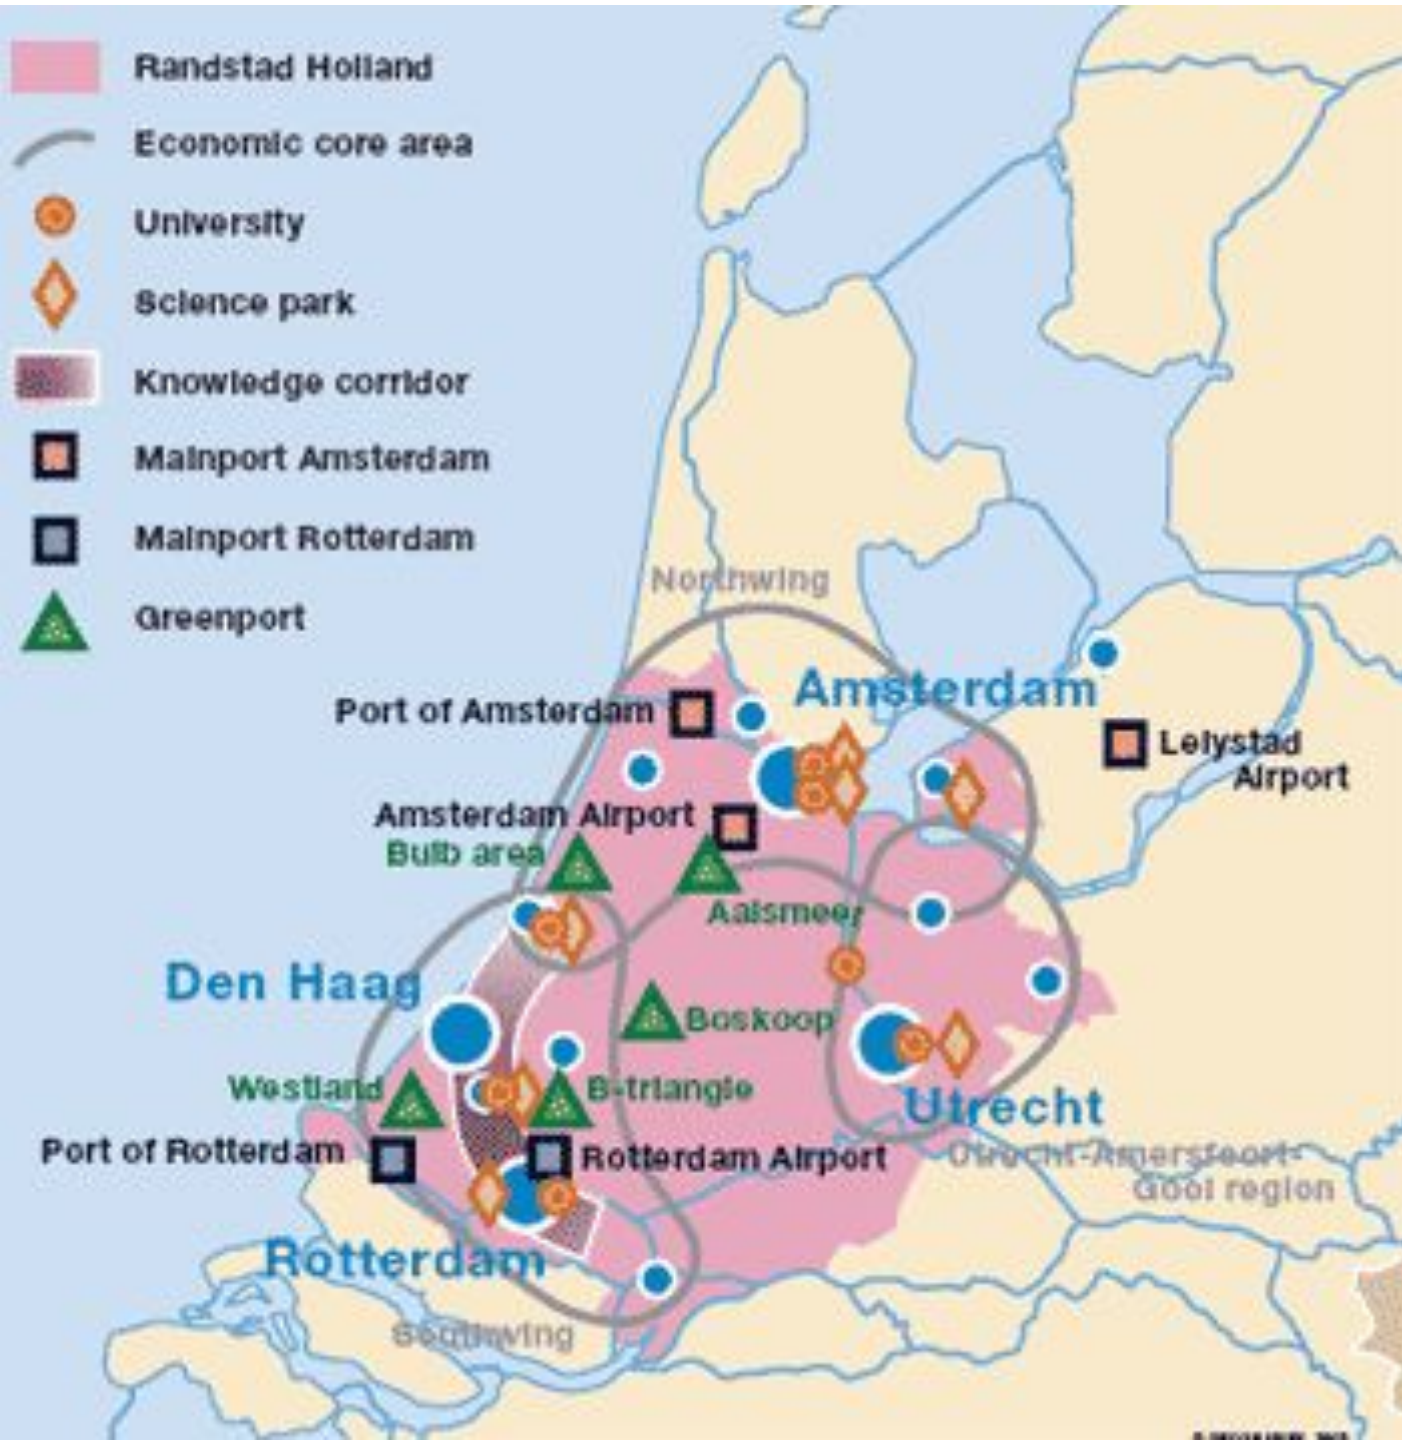 Randstad Holland
Economic core area
University
Science park
Knowledge corridor
Mainport Amsterdam
Mainport Rotterdam
Greenport
Northwing
Amsterdam
Port of Amsterdam
Lelystad
Airport
Amsterdam Airport
Bulb area
Aalsmeer
Den Haag
Boskoop
Westland
B-triangle
Utrecht
Port of Rotterdam
Rotterdam Airport
Utrecht-Amersfoort-
Gooi region
Rotterdam
Southwing